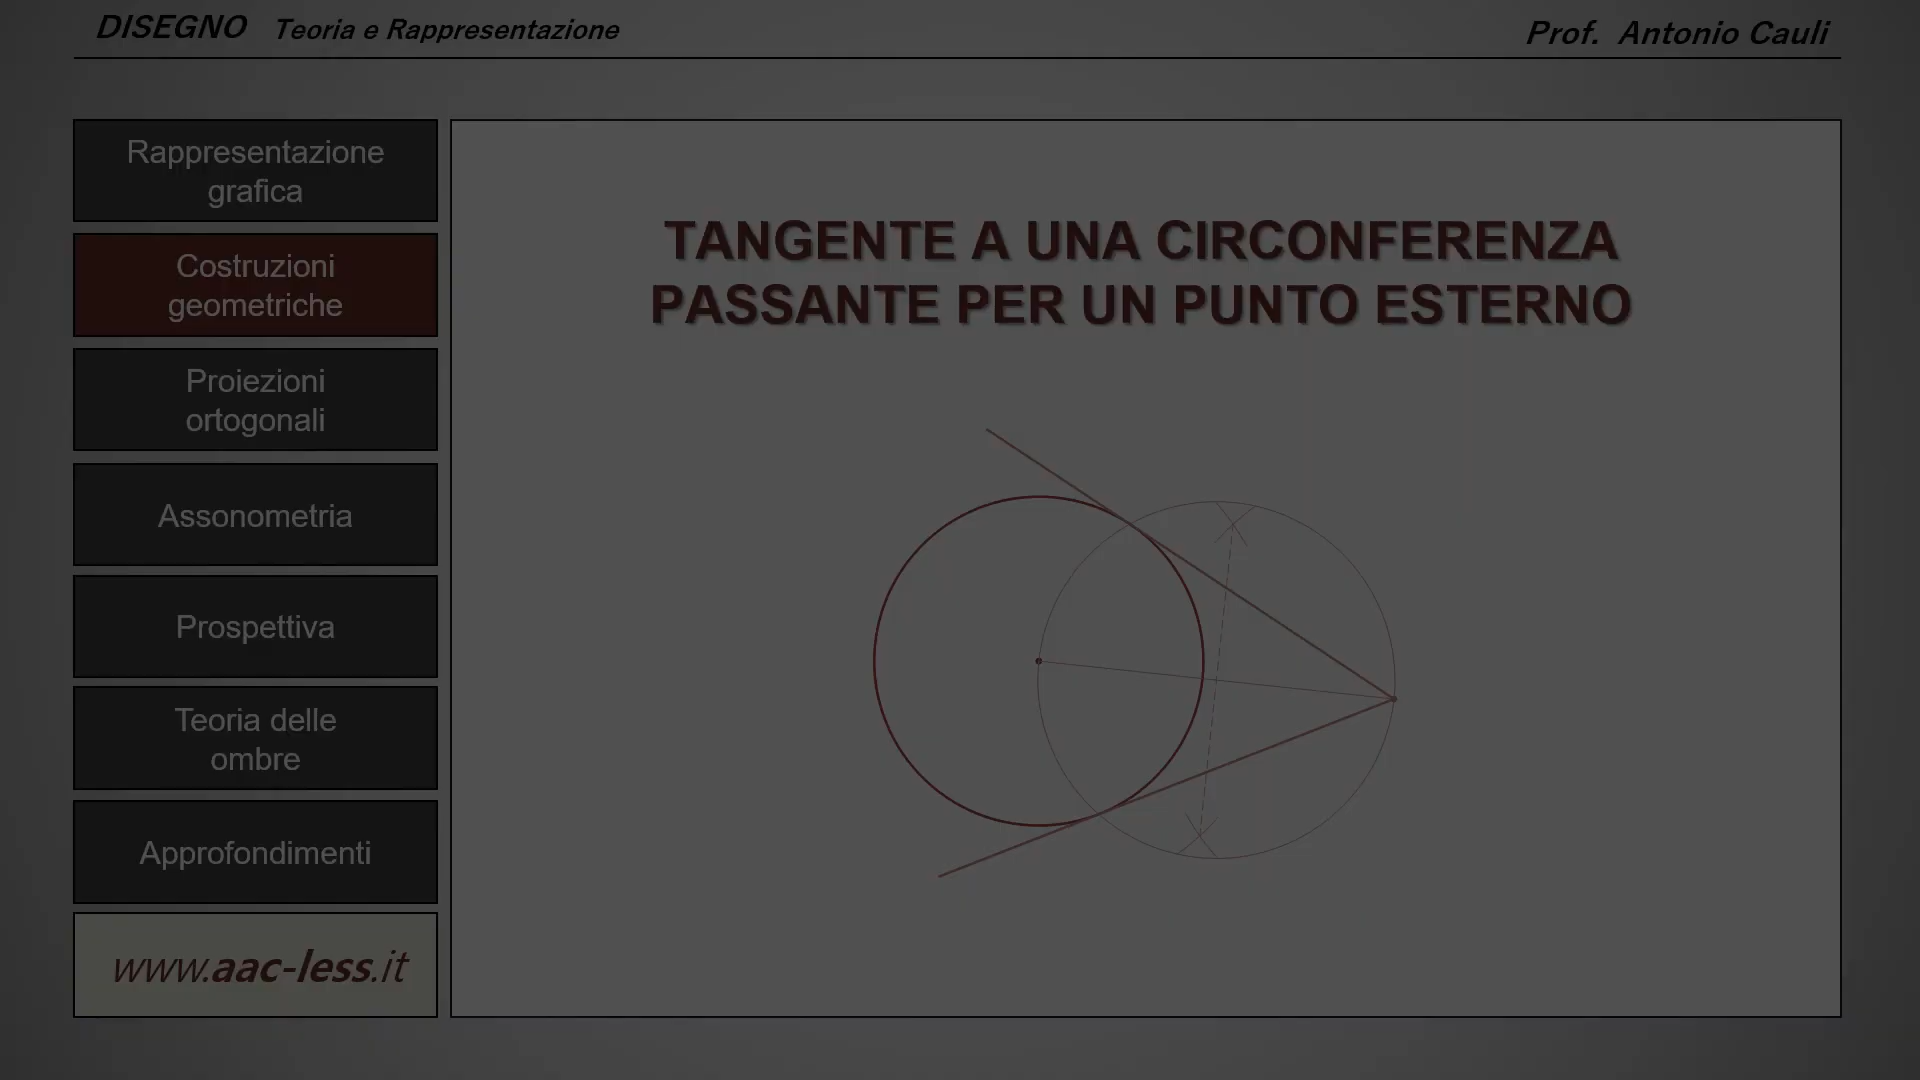 DISEGNO Teoria e Rappresentazione
Prof. Antonio Cauli
Rappresentazione
grafica
Costruzioni
geometriche
Proiezioni
ortogonali
Assonometria
Prospettiva
Teoria delle
ombre
Approfondimenti
www.aac-less.it
TANGENTE A UNA CIRCONFERENZA
PASSANTE PER UN PUNTO ESTERNO